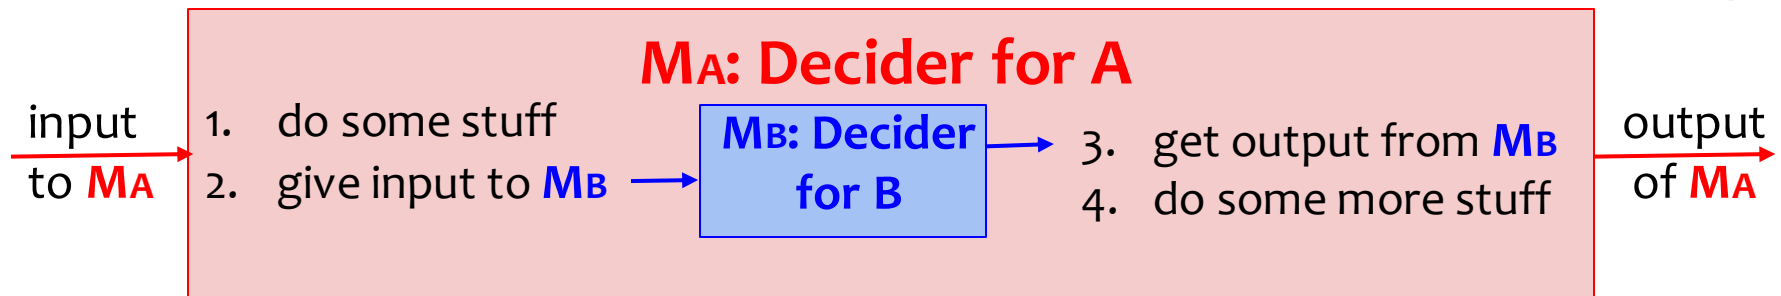 MA: Decider for A
input
to MA
1. do some stuff
2. give input to MB
MB: Decider
for B
3. get output from MB
4. do some more stuff
output
of MA